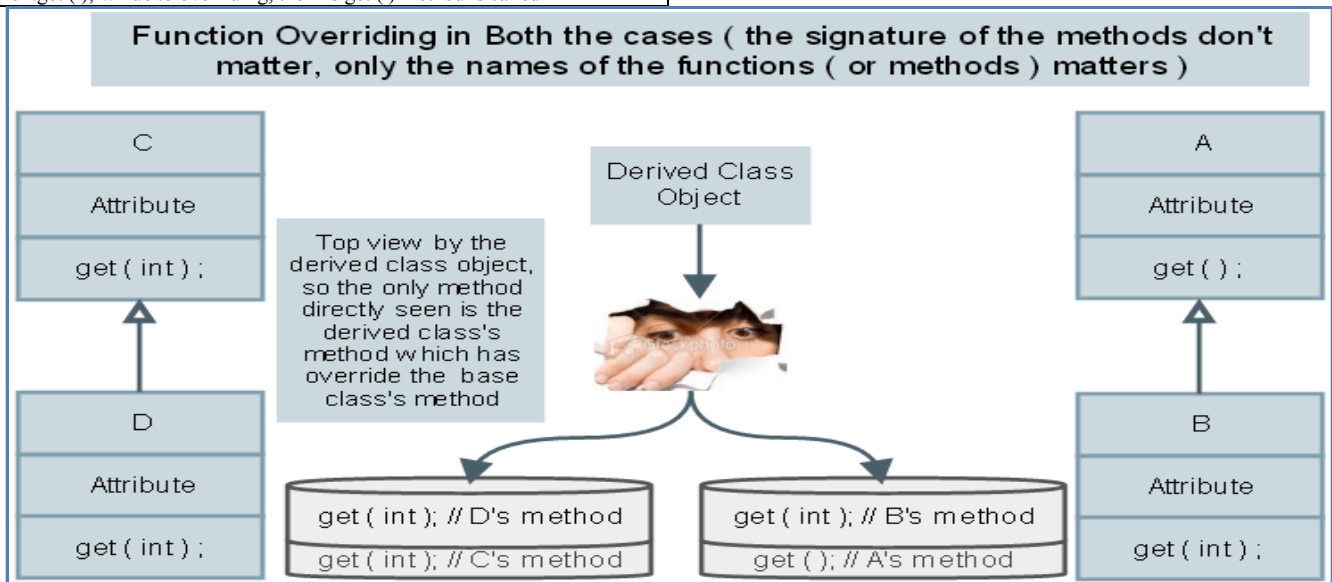 Function Overriding in Both the cases ( the signature of the methods don't
matter, only the names of the functions ( or methods ) matters )
C
Attribute
get ( int ) ;
D
Attribute
get ( int ) ;
Top view by the
derived class object,
so the only method
directly seen is the
derived class's
method which has
override the base
class's method
Derived Class
Object
get ( int ); // D's method
get ( int ); // C's method
get ( int ); // B's method
get ( ); // A's method
A
Attribute
get ( ) ;
B
Attribute
get ( int ) ;